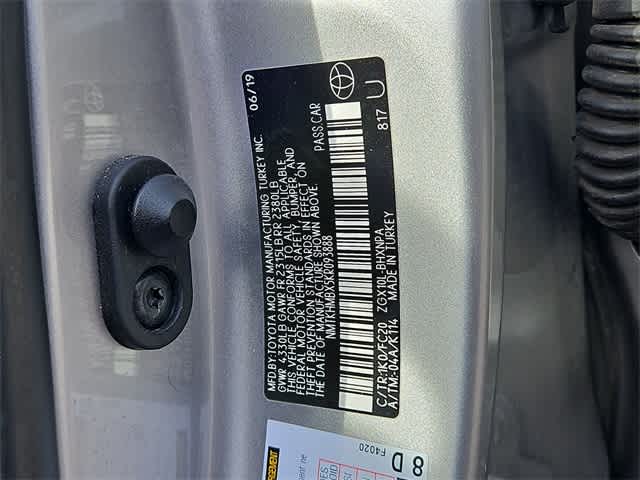 MFD.BY:TOYOTA MOTOR MANUFACTURING TURKEY INC. 06/19
GVWR 4330LB GAWR FR 2315LB RR 2380LB
THIS VEHICLE CONFORMS TO ALL APPLICABLE
FEDERAL MOTOR VEHICLE SAFETY, BUMPER, AND
THEFT PREVENTION STANDARDS IN EFFECT ON
THE DATE OF MANUFACTURE SHOWN ABOVE.
NMTKHMBX5KR093888 PASS.CAR
C/TR:1K0/FC20 ZGX10L-BHXNPA
A/TM:-04A/K114 MADE IN TURKEY
817 U
F4020
8 D